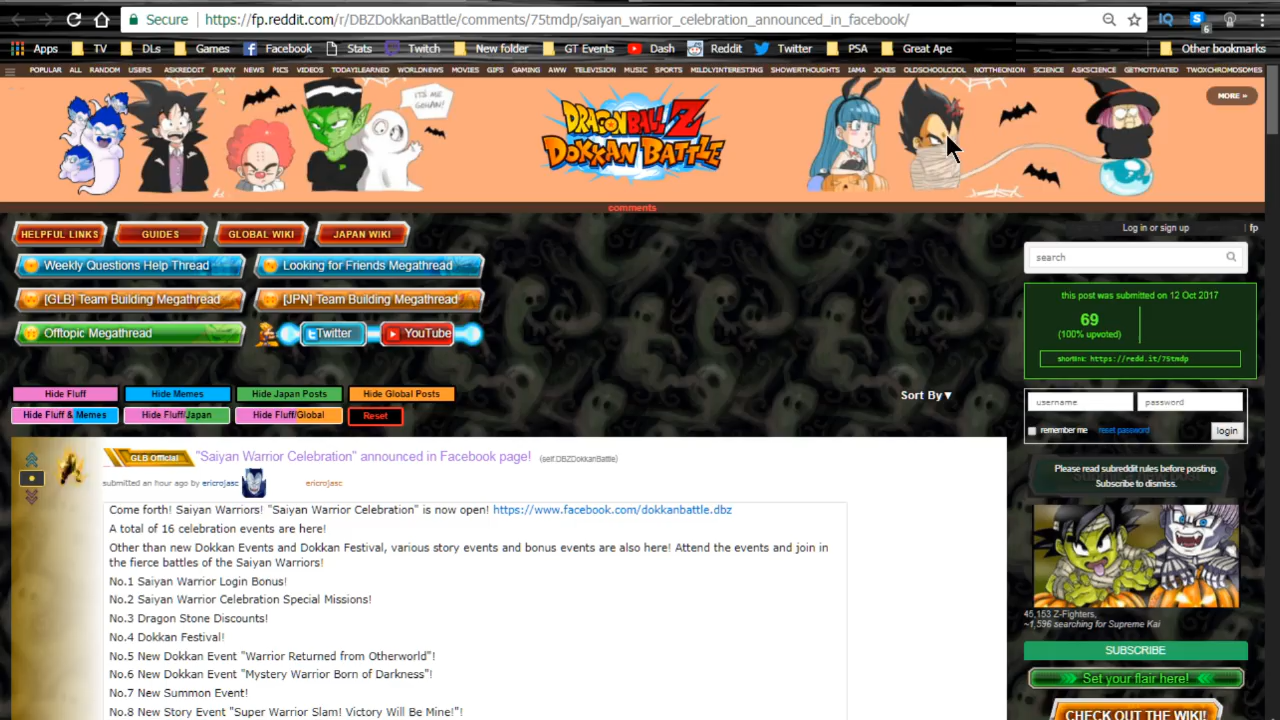 Secure
https://fp.reddit.com/r/DBZDokkanBattle/comments/75tmdp/saiyan_warrior_celebration_announced_in_facebook/
IQ
6
Apps TV DLs Games Facebook Stats Twitch New folder GT Events Dash Reddit Twitter PSA Great Ape Other bookmarks
POPULAR ALL RANDOM USERS ASKREDDIT FUNNY NEWS PICS VIDEOS TODAYILEARNED WORLDNEWS MOVIES GIFS GAMING AWW TELEVISION MUSIC SPORTS MILDLYINTERESTING SHOWERTHOUGHTS IAMA JOKES OLDSCHOOLCOOL NOTTHEONION SCIENCE ASKSCIENCE GETMOTIVATED TWOXCHROMOSOMES
MORE »
IT'S ME
GOHAN!
DRAGON BALL Z
DOKKAN BATTLE
comments
HELPFUL LINKS GUIDES GLOBAL WIKI JAPAN WIKI
Log in or sign up fp
Weekly Questions Help Thread Looking for Friends Megathread
search
[GLB] Team Building Megathread [JPN] Team Building Megathread
this post was submitted on 12 Oct 2017
69
(100% upvoted)
shortlink: https://redd.it/75tmdp
Offtopic Megathread Twitter YouTube
Hide Fluff Hide Memes Hide Japan Posts Hide Global Posts
Sort By▼
Hide Fluff & Memes Hide Fluff/Japan Hide Fluff/Global Reset
username password
remember me reset password login
GLB Official "Saiyan Warrior Celebration" announced in Facebook page! (self.DBZDokkanBattle)
submitted an hour ago by ericrojasc ericrojasc
Come forth! Saiyan Warriors! "Saiyan Warrior Celebration" is now open! https://www.facebook.com/dokkanbattle.dbz
A total of 16 celebration events are here!
Other than new Dokkan Events and Dokkan Festival, various story events and bonus events are also here! Attend the events and join in
the fierce battles of the Saiyan Warriors!
No.1 Saiyan Warrior Login Bonus!
No.2 Saiyan Warrior Celebration Special Missions!
No.3 Dragon Stone Discounts!
No.4 Dokkan Festival!
No.5 New Dokkan Event "Warrior Returned from Otherworld"!
No.6 New Dokkan Event "Mystery Warrior Born of Darkness"!
No.7 New Summon Event!
No.8 New Story Event "Super Warrior Slam! Victory Will Be Mine!"!
Please read subreddit rules before posting.
Subscribe to dismiss.
45,153 Z-Fighters,
~1,596 searching for Supreme Kai
SUBSCRIBE
Set your flair here!
CHECK OUT THE WIKI!